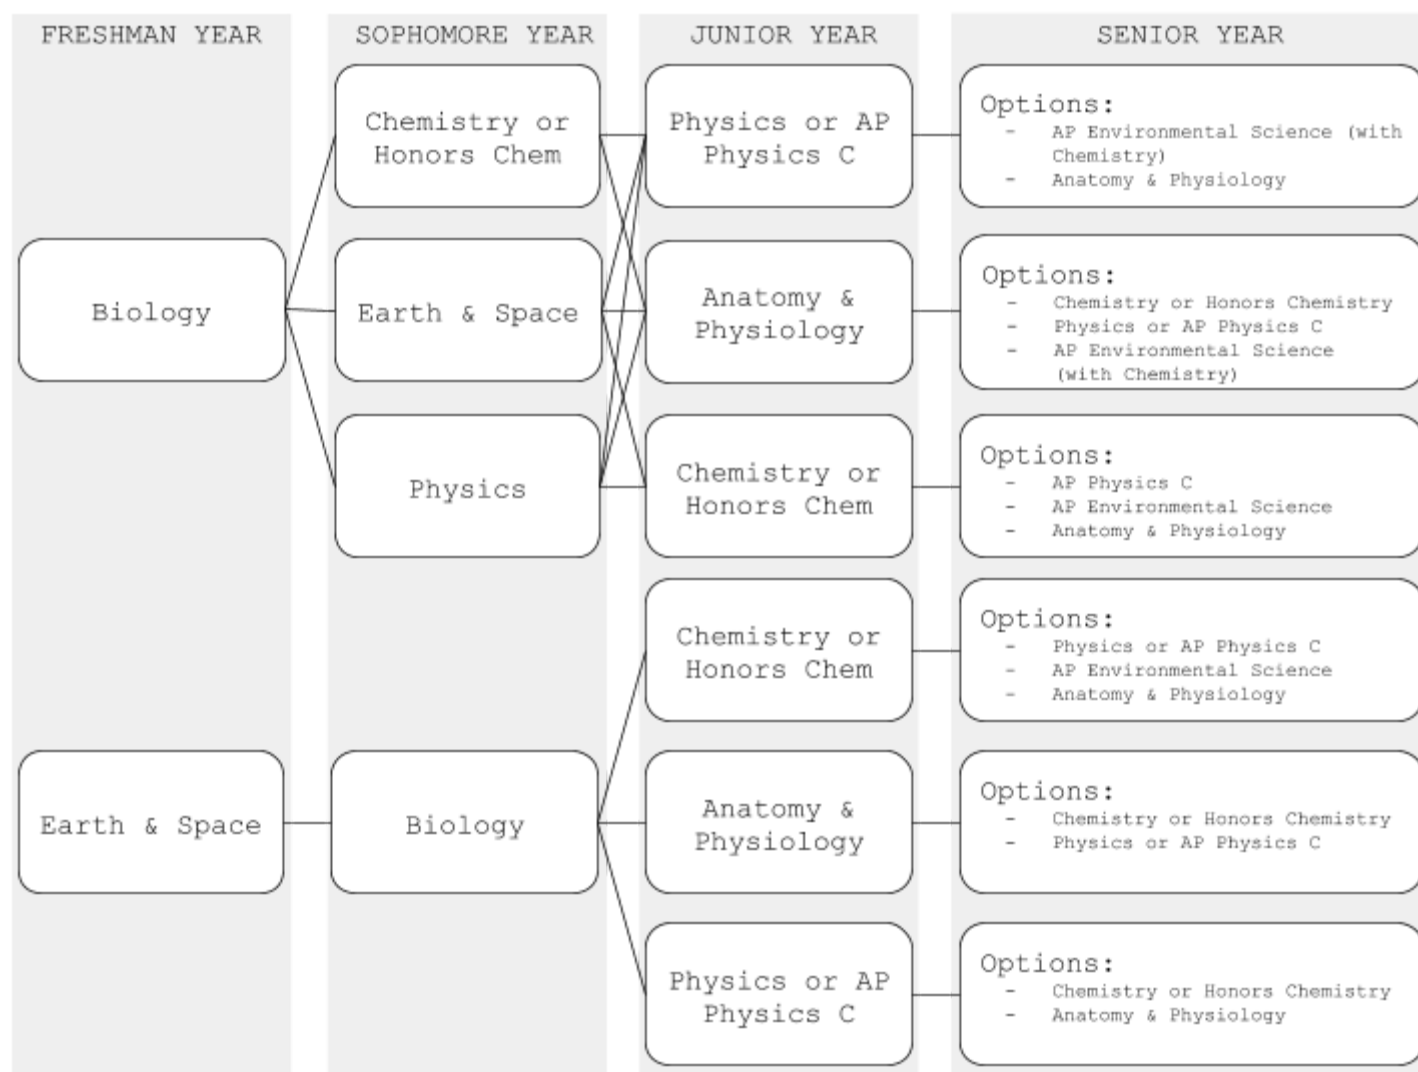 FRESHMAN YEAR
SOPHOMORE YEAR
JUNIOR YEAR
SENIOR YEAR
Biology
Chemistry or
Honors Chem
Earth & Space
Physics
Physics or AP
Physics C
Anatomy &
Physiology
Chemistry or
Honors Chem
Options:
- AP Environmental Science (with
Chemistry)
- Anatomy & Physiology
Options:
- Chemistry or Honors Chemistry
- Physics or AP Physics C
- AP Environmental Science
(with Chemistry)
Options:
- AP Physics C
- AP Environmental Science
- Anatomy & Physiology
Earth & Space
Biology
Chemistry or
Honors Chem
Anatomy &
Physiology
Physics or AP
Physics C
Options:
- Physics or AP Physics C
- AP Environmental Science
- Anatomy & Physiology
Options:
- Chemistry or Honors Chemistry
- Physics or AP Physics C
Options:
- Chemistry or Honors Chemistry
- Anatomy & Physiology